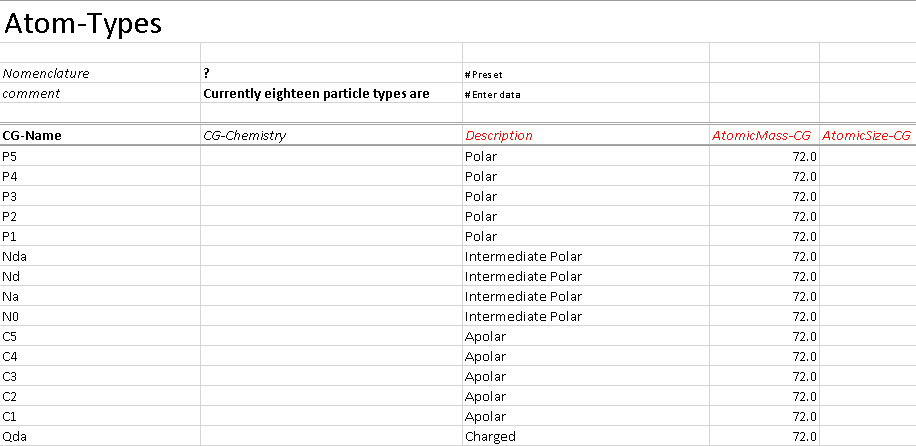 Atom-Types
Nomenclature ? # Preset
comment Currently eighteen particle types are # Enter data
CG-Name CG-Chemistry Description AtomicMass-CG AtomicSize-CG
P5 Polar 72.0
P4 Polar 72.0
P3 Polar 72.0
P2 Polar 72.0
P1 Polar 72.0
Nda Intermediate Polar 72.0
Nd Intermediate Polar 72.0
Na Intermediate Polar 72.0
N0 Intermediate Polar 72.0
C5 Apolar 72.0
C4 Apolar 72.0
C3 Apolar 72.0
C2 Apolar 72.0
C1 Apolar 72.0
Qda Charged 72.0